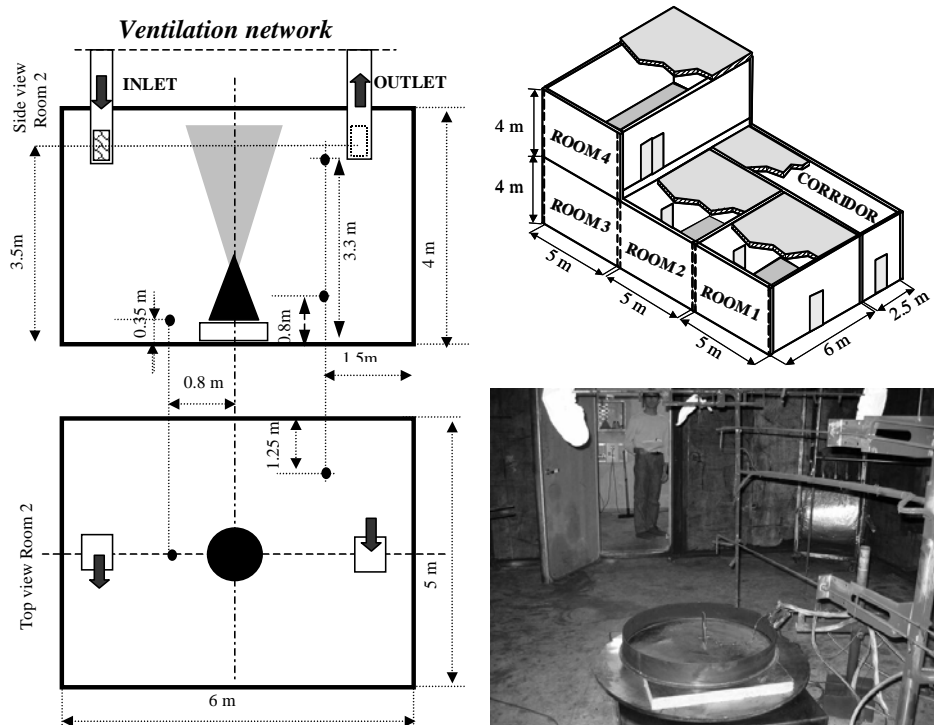 Ventilation network
INLET
OUTLET
Side view
Room 2
3.5m
0.35 m
0.8m
3.3 m
4 m
1.5m
0.8 m
1.25 m
Top view Room 2
5 m
6 m
4 m
4 m
ROOM 4
ROOM 3
ROOM 2
ROOM 1
CORRIDOR
5 m
5 m
5 m
6 m
2.5 m